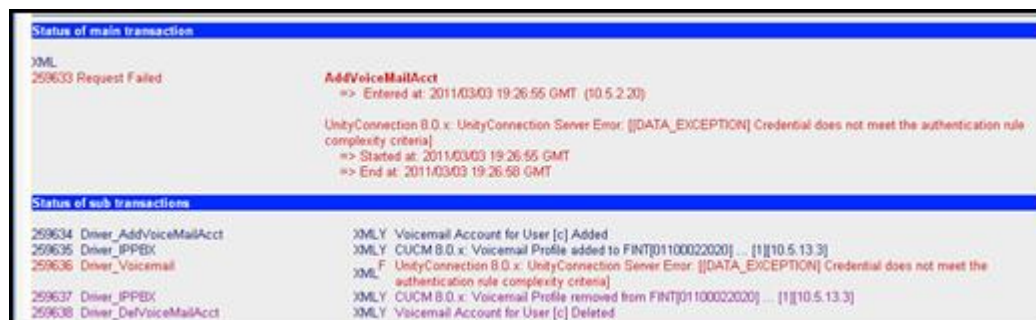 Status of main transaction
XML
259633 Request Failed AddVoiceMailAcct
=> Entered at: 2011/03/03 19:26:55 GMT (10.5.2.20)
UnityConnection 8.0.x: UnityConnection Server Error: [[DATA_EXCEPTION] Credential does not meet the authentication rule
complexity criteria]
=> Started at: 2011/03/03 19:26:55 GMT
=> End at: 2011/03/03 19:26:58 GMT
Status of sub transactions
259634 Driver_AddVoiceMailAcct XMLY Voicemail Account for User [c] Added
259635 Driver_IPPBX XMLY CUCM 8.0.x: Voicemail Profile added to FINT[01100022020] ... [1][10.5.13.3]
259636 Driver_Voicemail XML F UnityConnection 8.0.x: UnityConnection Server Error: [[DATA_EXCEPTION] Credential does not meet the
authentication rule complexity criteria]
259637 Driver_IPPBX XMLY CUCM 8.0.x: Voicemail Profile removed from FINT[01100022020] ... [1][10.5.13.3]
259638 Driver_DelVoiceMailAcct XMLY Voicemail Account for User [c] Deleted